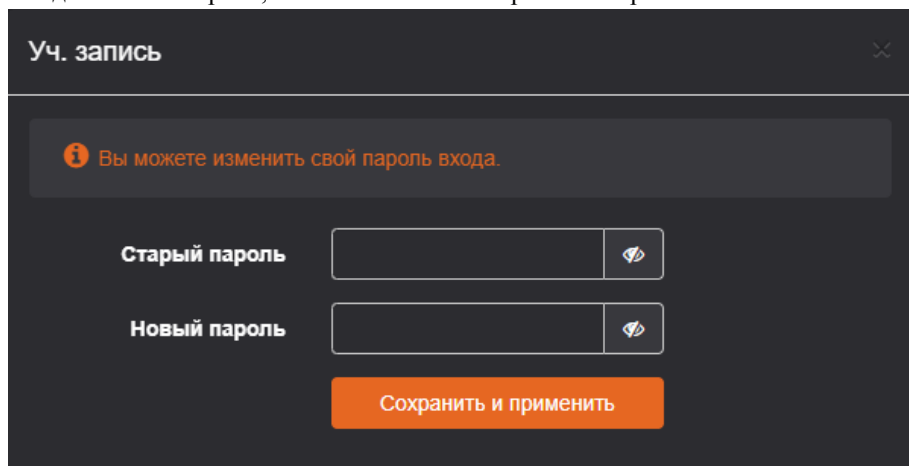 Уч. запись
Вы можете изменить свой пароль входа.
Старый пароль
Новый пароль
Сохранить и применить